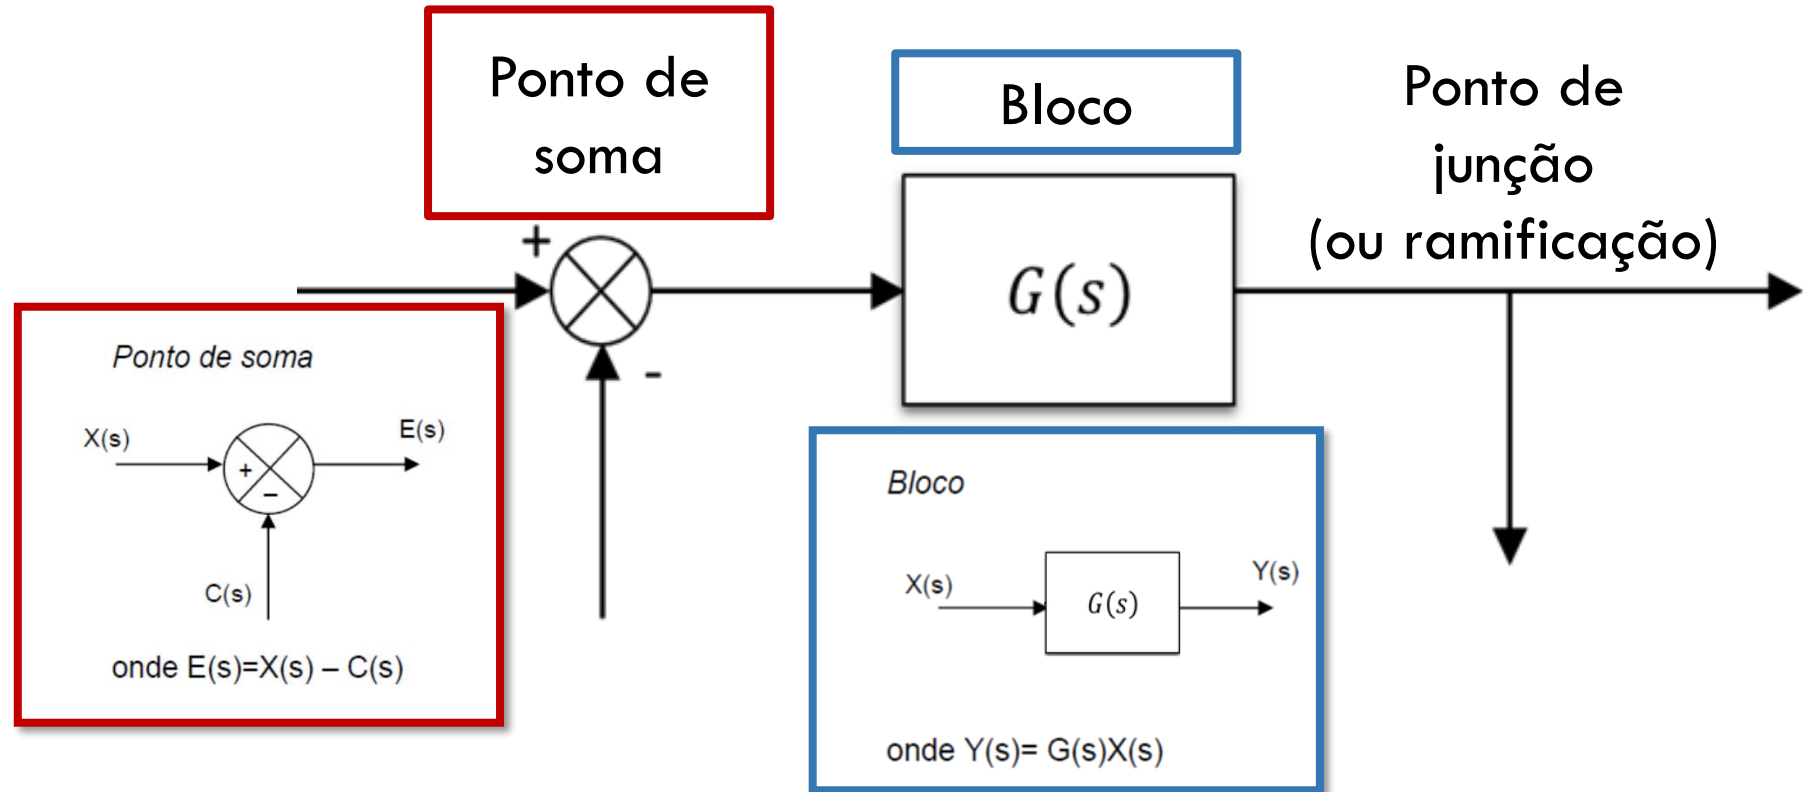 Ponto de
soma
Bloco
Ponto de
junção
(ou ramificação)
+
-
G(s)
Ponto de soma
X(s)
E(s)
+
–
C(s)
onde E(s)=X(s) – C(s)
Bloco
X(s)
G(s)
Y(s)
onde Y(s)= G(s)X(s)